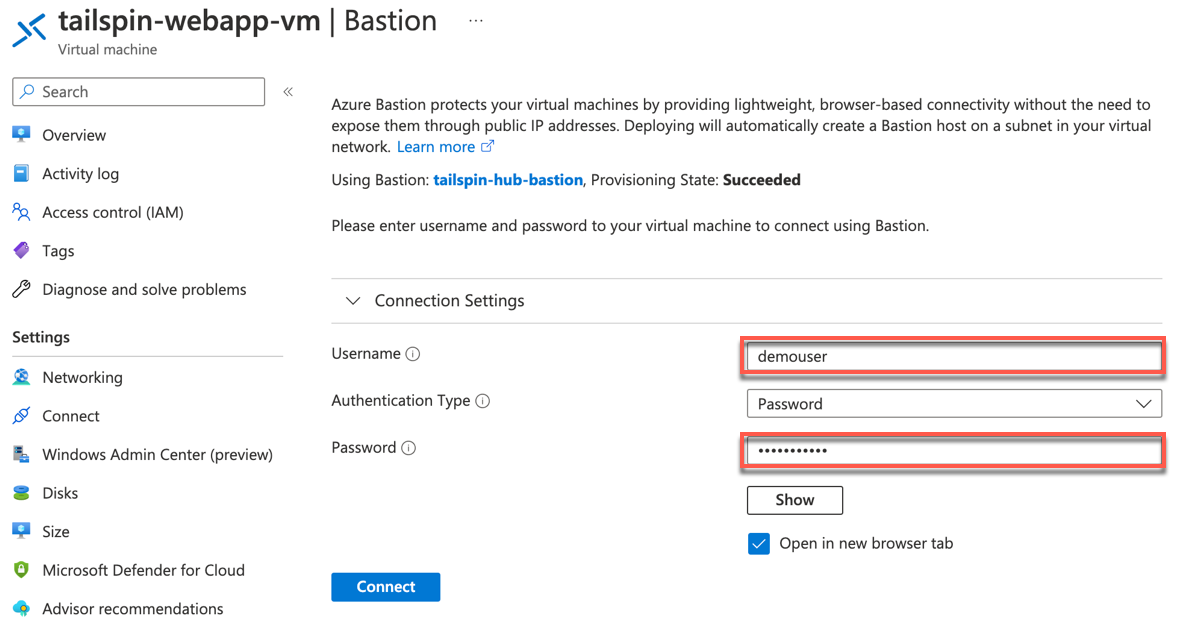 tailspin-webapp-vm | Bastion ...
Virtual machine
Search «
Overview
Activity log
Access control (IAM)
Tags
Diagnose and solve problems
Settings
Networking
Connect
Windows Admin Center (preview)
Disks
Size
Microsoft Defender for Cloud
Advisor recommendations
Azure Bastion protects your virtual machines by providing lightweight, browser-based connectivity without the need to
expose them through public IP addresses. Deploying will automatically create a Bastion host on a subnet in your virtual
network. Learn more
Using Bastion: tailspin-hub-bastion, Provisioning State: Succeeded
Please enter username and password to your virtual machine to connect using Bastion.
Connection Settings
Username
demouser
Authentication Type
Password
Password
•••••••••••
Show
Open in new browser tab
Connect